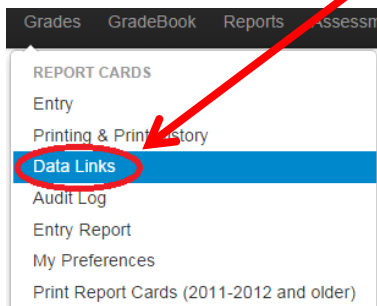 Grades GradeBook Reports Assessm
REPORT CARDS
Entry
Printing & Print History
Data Links
Audit Log
Entry Report
My Preferences
Print Report Cards (2011-2012 and older)